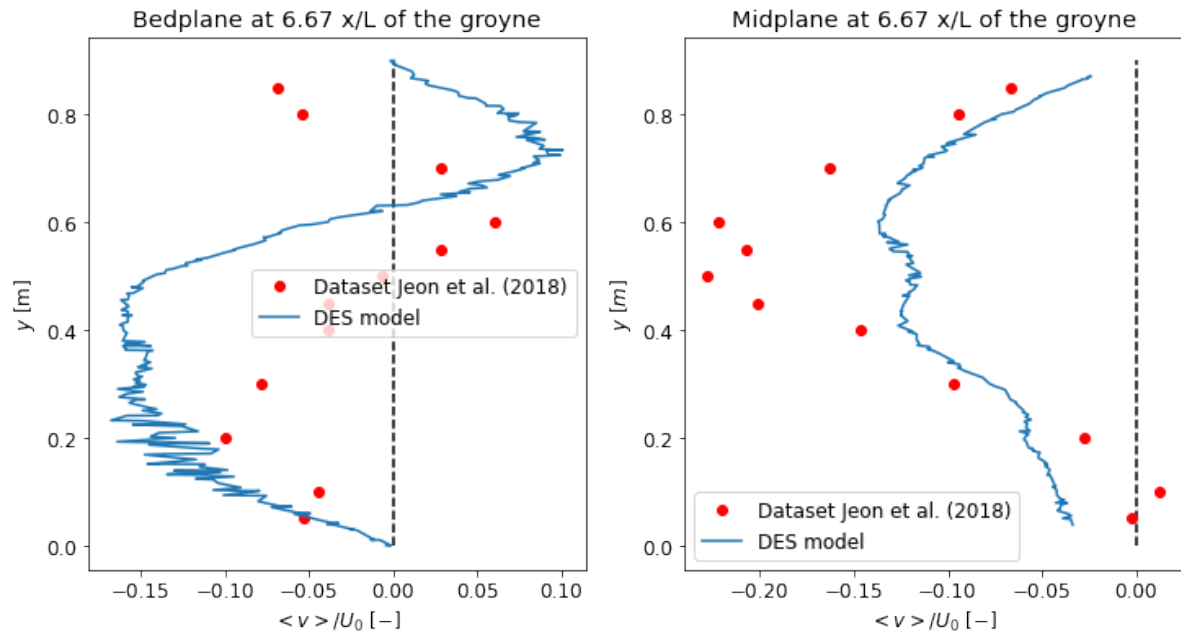 Bedplane at 6.67 x/L of the groyne
y [m]
0.8
0.6
0.4
0.2
0.0
Dataset Jeon et al. (2018)
DES model
−0.15 −0.10 −0.05 0.00 0.05 0.10
< v > /U₀ [−]
Midplane at 6.67 x/L of the groyne
y [m]
0.8
0.6
0.4
0.2
0.0
Dataset Jeon et al. (2018)
DES model
−0.20 −0.15 −0.10 −0.05 0.00
< v > /U₀ [−]